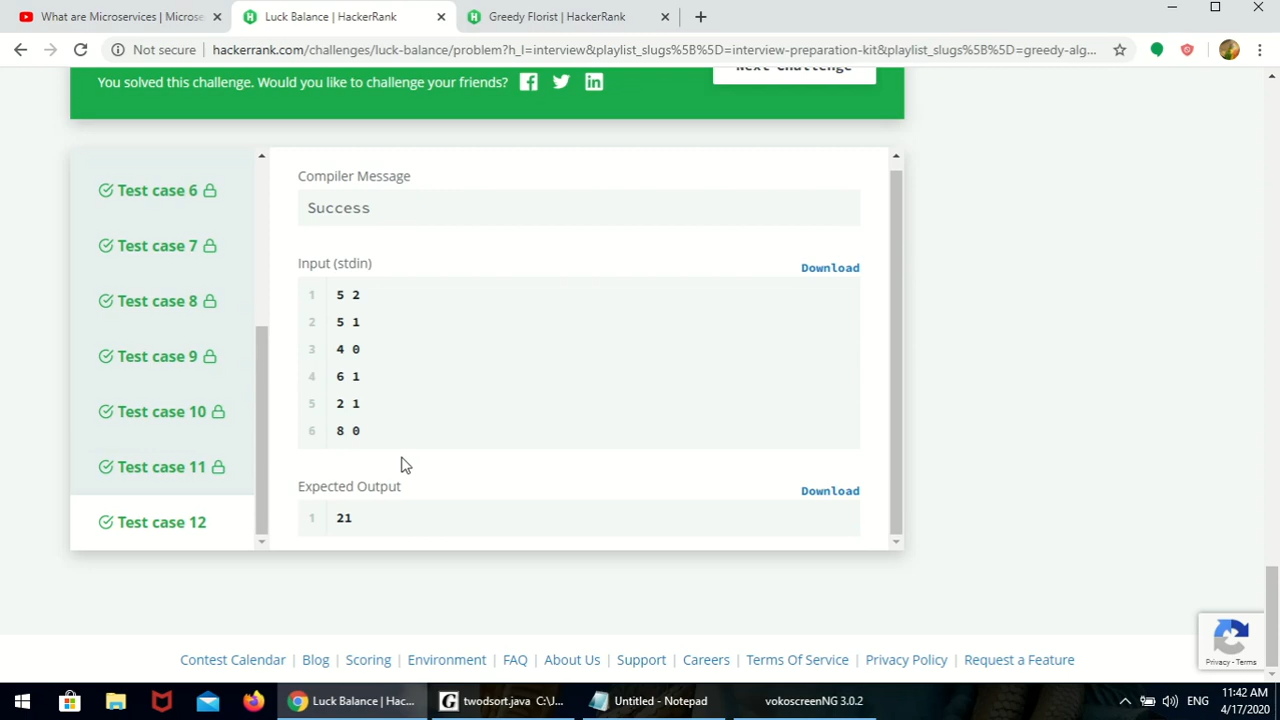 What are Microservices | Microse
Luck Balance | HackerRank
Greedy Florist | HackerRank
Not secure
hackerrank.com/challenges/luck-balance/problem?h_l=interview&playlist_slugs%5B%5D=interview-preparation-kit&playlist_slugs%5B%5D=greedy-alg...
You solved this challenge. Would you like to challenge your friends?
Next Challenge
Test case 6
Test case 7
Test case 8
Test case 9
Test case 10
Test case 11
Test case 12
Compiler Message
Success
Input (stdin)
Download
1 5 2
2 5 1
3 4 0
4 6 1
5 2 1
6 8 0
Expected Output
Download
1 21
Contest Calendar | Blog | Scoring | Environment | FAQ | About Us | Support | Careers | Terms Of Service | Privacy Policy | Request a Feature
Privacy - Terms
Luck Balance | Hac...
twodsort.java C:\J...
Untitled - Notepad
vokoscreenNG 3.0.2
ENG
11:42 AM
4/17/2020